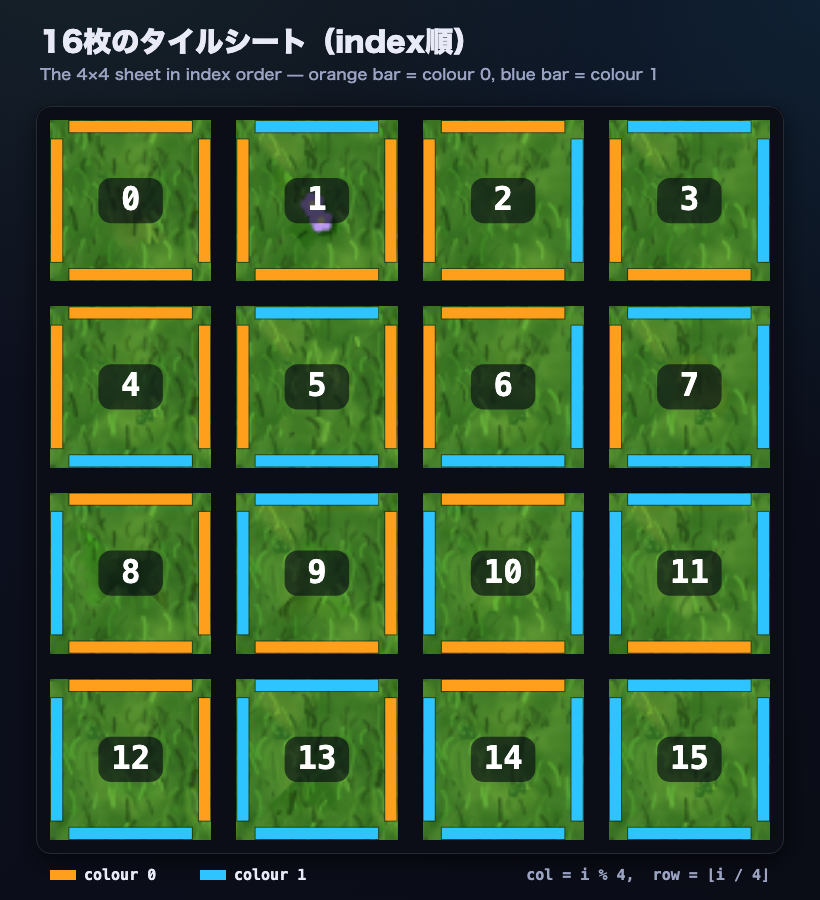 16枚のタイルシート（index順）
The 4×4 sheet in index order — orange bar = colour 0, blue bar = colour 1
0 1 2 3
4 5 6 7
8 9 10 11
12 13 14 15
colour 0 colour 1 col = i % 4, row = ⌊i / 4⌋